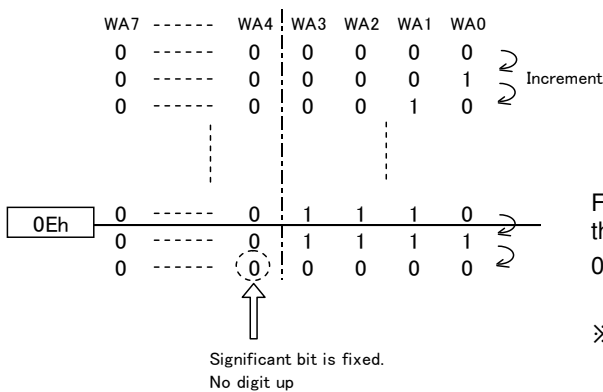 WA7 ------ WA4 WA3 WA2 WA1 WA0
0 ------ 0 0 0 0 0
0 ------ 0 0 0 0 1
Increment
0 ------ 0 0 0 1 0
0 ------ 0 1 1 1 0
0Eh
0 ------ 0 1 1 1 1
0 ------ 0 0 0 0 0
Significant bit is fixed.
No digit up
F
th
0
※